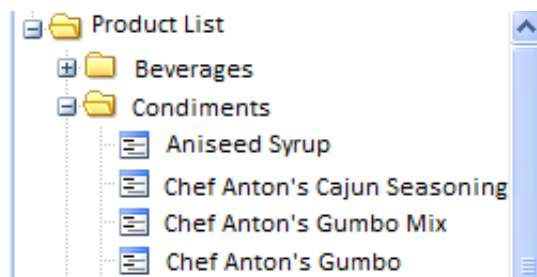 Product List
Beverages
Condiments
Aniseed Syrup
Chef Anton's Cajun Seasoning
Chef Anton's Gumbo Mix
Chef Anton's Gumbo